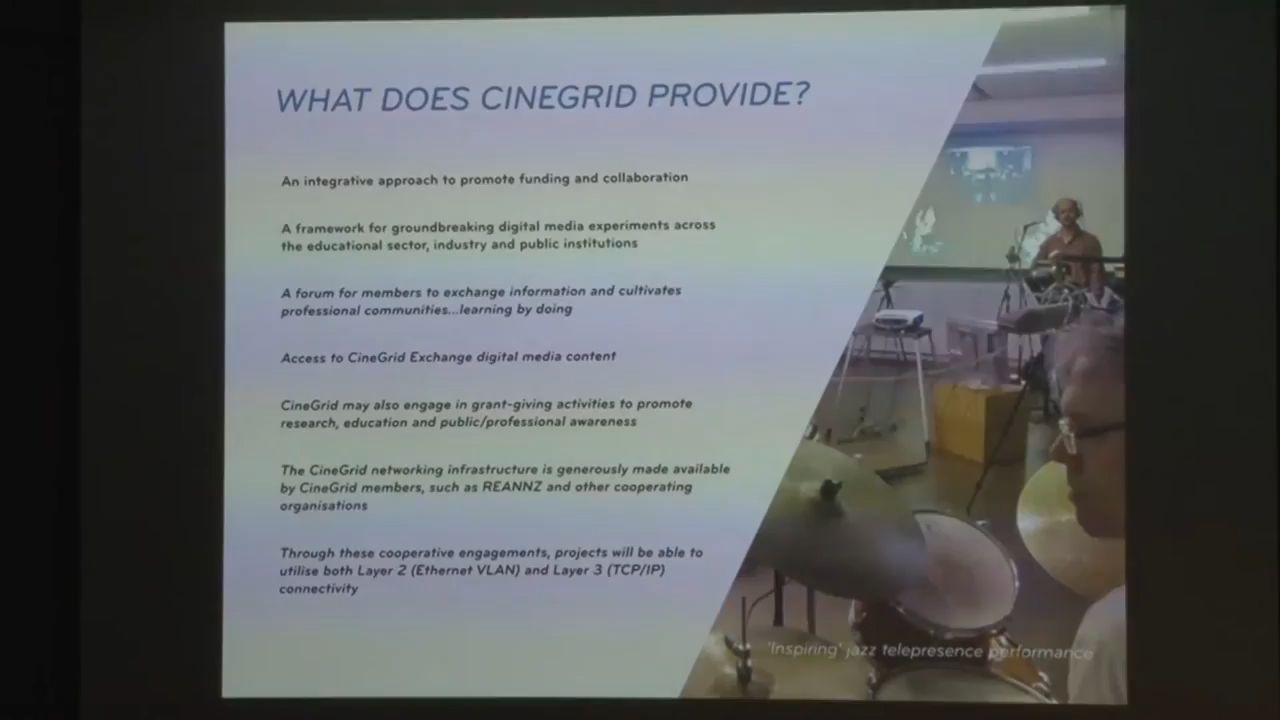 WHAT DOES CINEGRID PROVIDE?
An integrative approach to promote funding and collaboration
A framework for groundbreaking digital media experiments across
the educational sector, industry and public institutions
A forum for members to exchange information and cultivates
professional communities...learning by doing
Access to CineGrid Exchange digital media content
CineGrid may also engage in grant-giving activities to promote
research, education and public/professional awareness
The CineGrid networking infrastructure is generously made available
by CineGrid members, such as REANNZ and other cooperating
organisations
Through these cooperative engagements, projects will be able to
utilise both Layer 2 (Ethernet VLAN) and Layer 3 (TCP/IP)
connectivity
'Inspiring' jazz telepresence performance